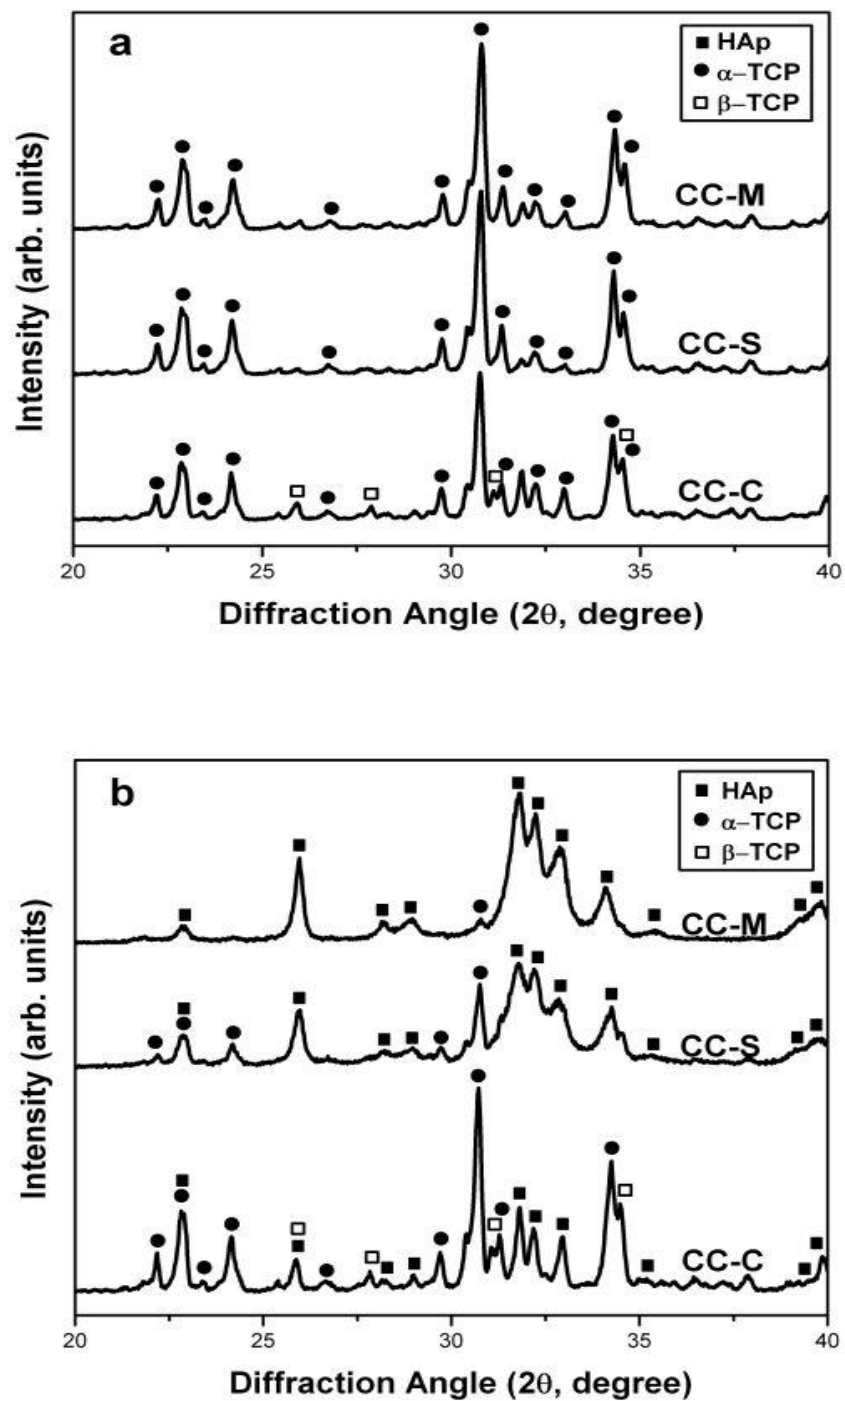 a
HAp
α–TCP
β–TCP
CC-M
CC-S
CC-C
Intensity (arb. units)
20 25 30 35 40
Diffraction Angle (2θ, degree)
b
HAp
α–TCP
β–TCP
CC-M
CC-S
CC-C
Intensity (arb. units)
20 25 30 35 40
Diffraction Angle (2θ, degree)